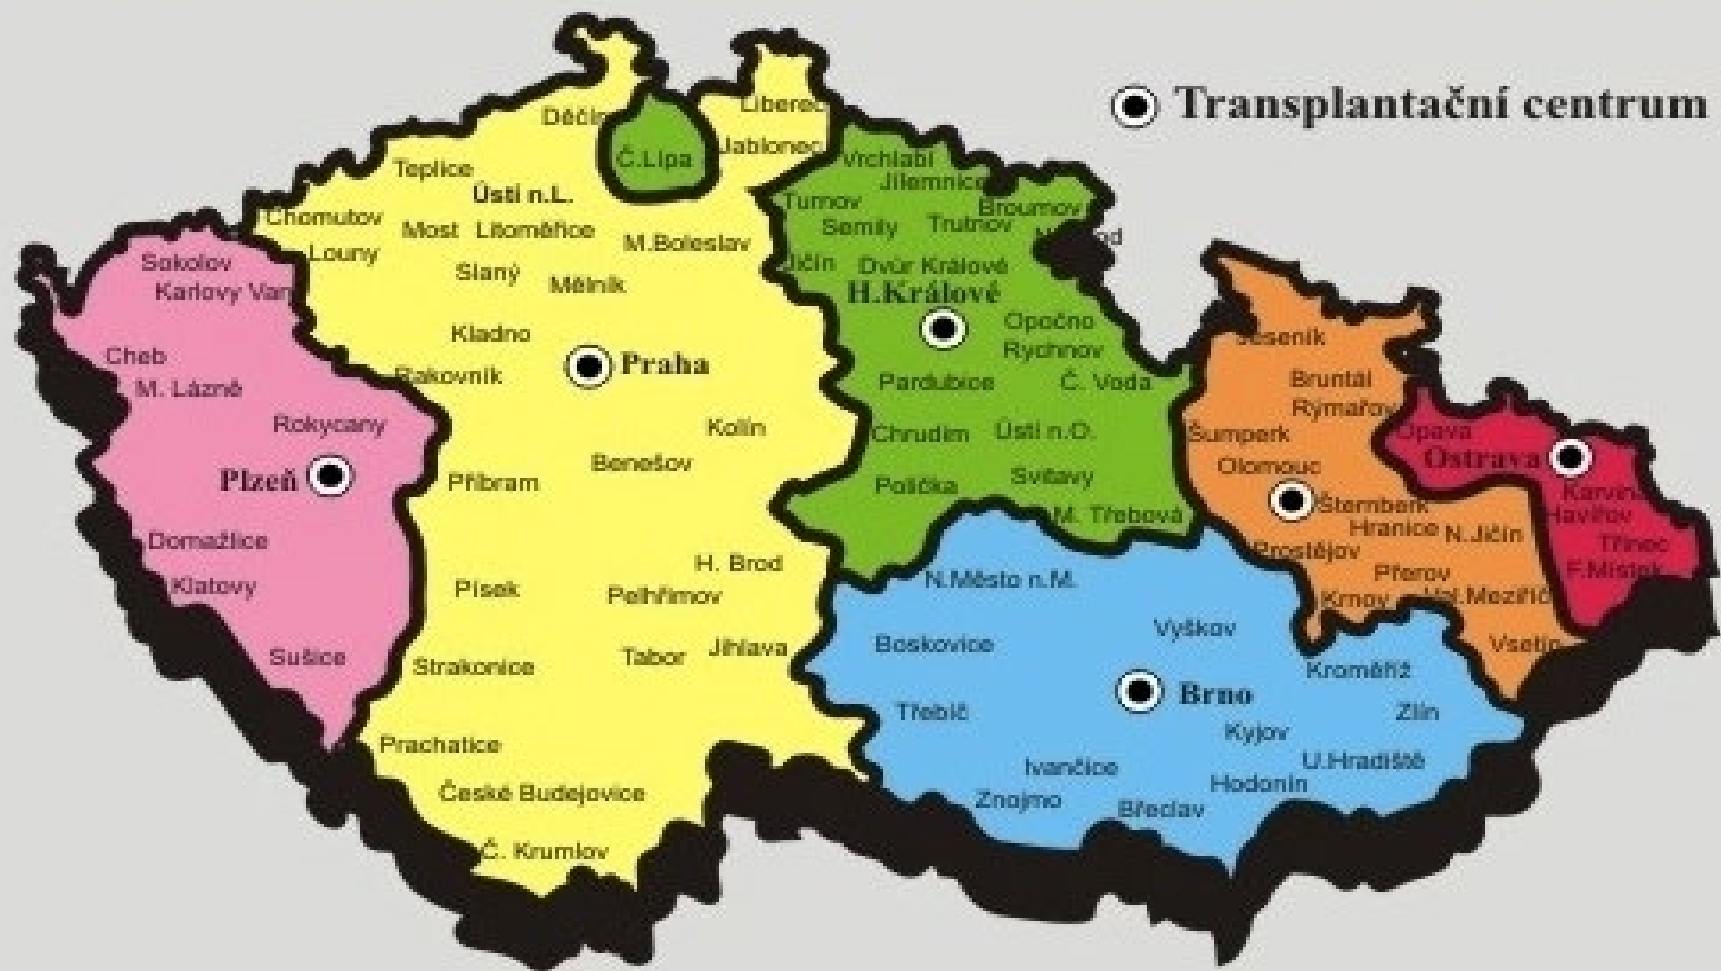 Transplantační centrum
Děčín
Liberec
Č.Lípa
Jablonec
Teplice
Ústí n.L.
Chomutov
Most
Litoměřice
Louny
M.Boleslav
Slaný
Mělník
Kladno
Praha
Rakovník
Kolín
Benešov
Příbram
H. Brod
Písek
Pelhřimov
Strakonice
Tabor
Jihlava
Prachatice
České Budejovice
Č. Krumlov
Sokolov
Karlovy Var
Cheb
M. Lázně
Rokycany
Plzeň
Domažlice
Klatovy
Sušice
Vrchlabí
Jilemnice
Turnov
Broumov
Semily
Trutnov
Jičín
Dvůr Králové
H.Králové
Opočno
Rychnov
Pardubice
Č. Voda
Chrudim
Ústí n.O.
Polička
Svitavy
M. Třebová
Jeseník
Bruntál
Rýmařov
Šumperk
Olomouc
Šternberk
Hranice
N.Jičín
Prostějov
Přerov
Krnov
Val.Meziříč
Vsetín
Opava
Ostrava
Karviná
Havířov
Třinec
F.Místek
N.Město n.M.
Boskovice
Vyškov
Kroměříž
Brno
Třebíč
Zlín
Kyjov
Ivančice
U.Hradiště
Hodonín
Znojmo
Břeclav